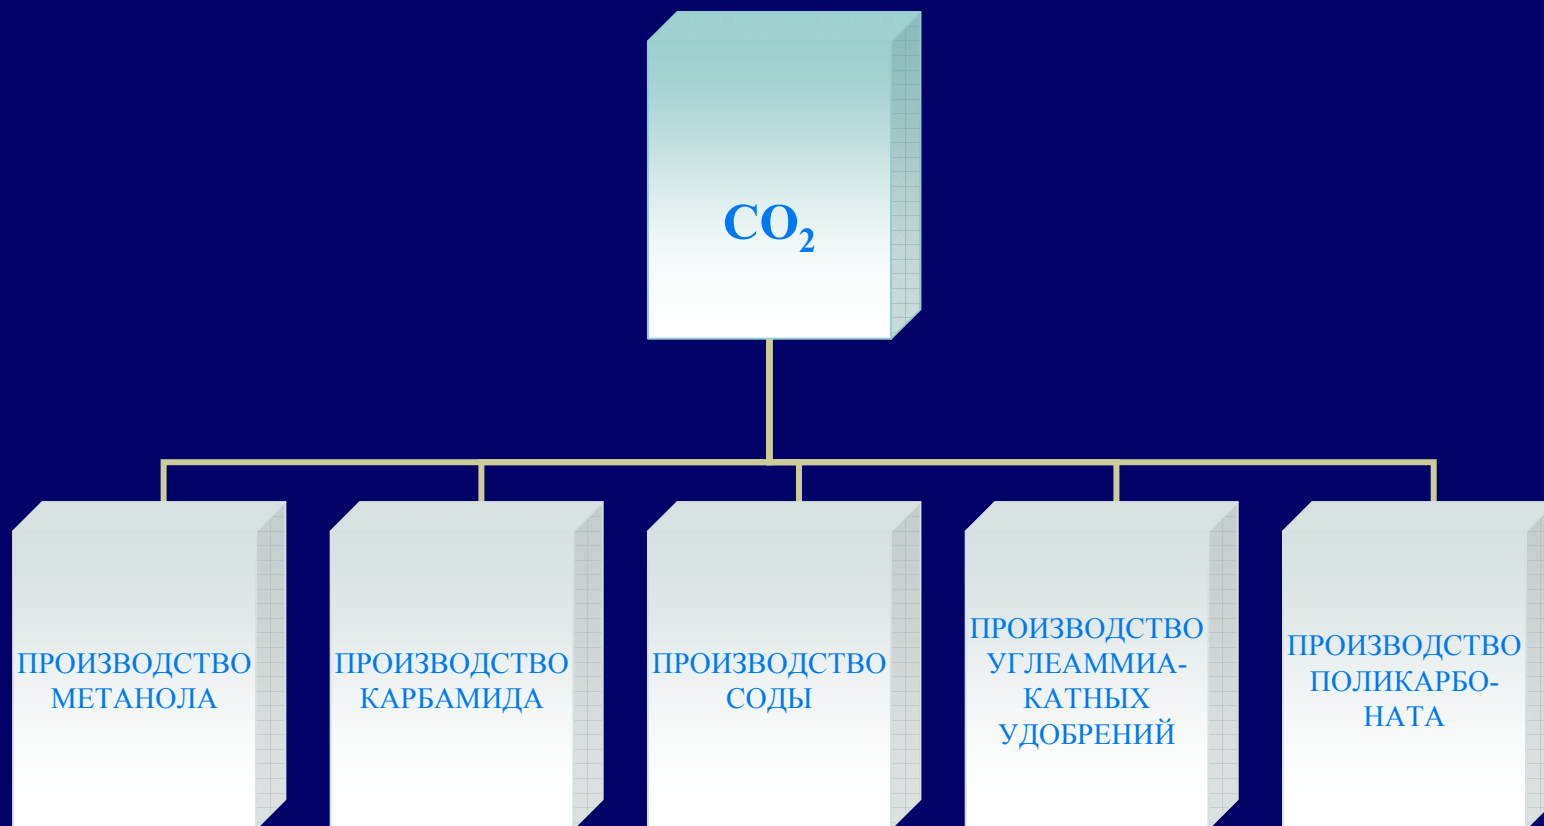 CO₂
ПРОИЗВОДСТВО
МЕТАНОЛА
ПРОИЗВОДСТВО
КАРБАМИДА
ПРОИЗВОДСТВО
СОДЫ
ПРОИЗВОДСТВО
УГЛЕАММИА-
КАТНЫХ
УДОБРЕНИЙ
ПРОИЗВОДСТВО
ПОЛИКАРБО-
НАТА